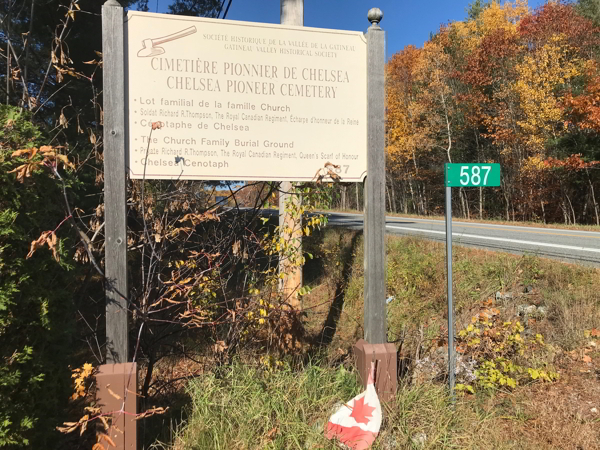 SOCIÉTÉ HISTORIQUE DE LA VALLÉE DE LA GATINEAU
GATINEAU VALLEY HISTORICAL SOCIETY
CIMETIÈRE PIONNIER DE CHELSEA
CHELSEA PIONEER CEMETERY
• Lot familial de la famille Church
• Soldat Richard R.Thompson, The Royal Canadian Regiment, Écharpe d'honneur de la Reine
Cénotaphe de Chelsea
• The Church Family Burial Ground
• Private Richard R.Thompson, The Royal Canadian Regiment, Queen's Scarf of Honour
Chelsea Cenotaph
587